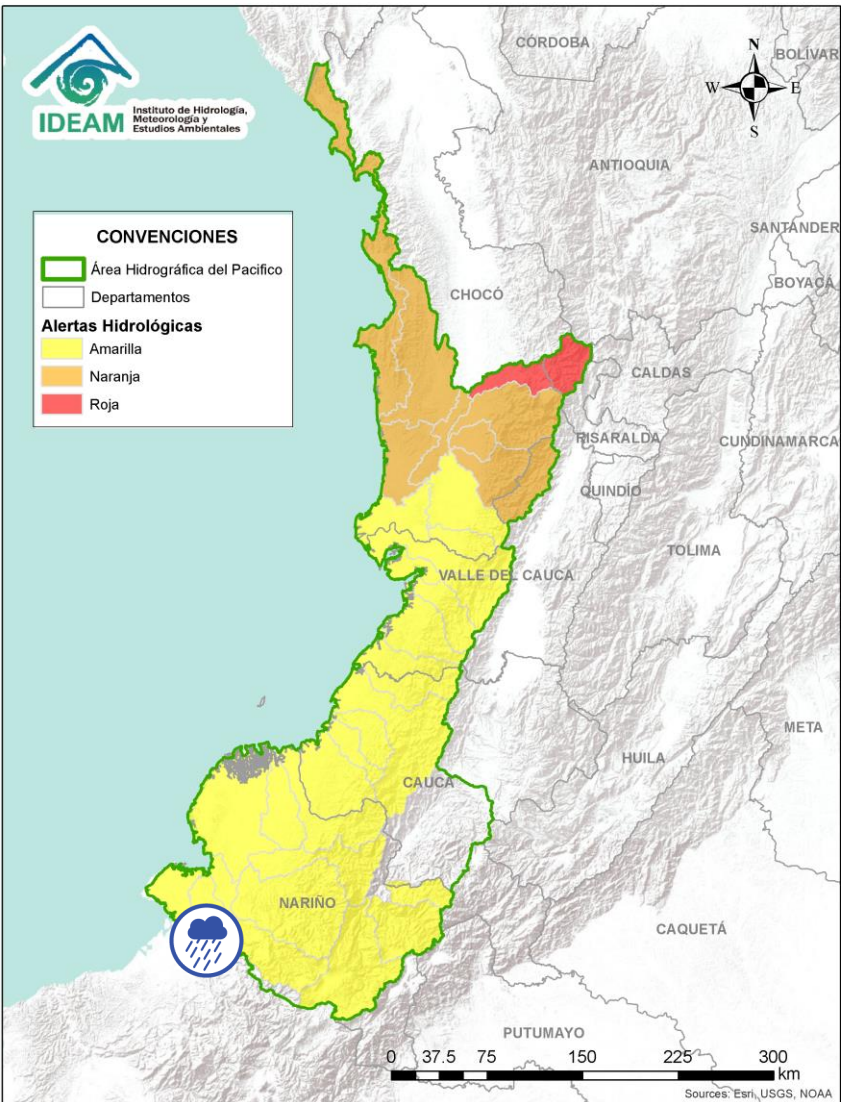 IDEAM
Instituto de Hidrología,
Meteorología y
Estudios Ambientales
N
W
E
S
CONVENCIONES
Área Hidrográfica del Pacifico
Departamentos
Alertas Hidrológicas
Amarilla
Naranja
Roja
CÓRDOBA
BOLIVAR
ANTIOQUIA
SANTANDER
BOYACÁ
CHOCÓ
CALDAS
RISARALDA
CUNDINAMARCA
QUINDÍO
TOLIMA
VALLE DEL CAUCA
META
HUILA
CAUCA
NARIÑO
CAQUETÁ
PUTUMAYO
0 37.5 75 150 225 300
km
Sources: Esri, USGS, NOAA